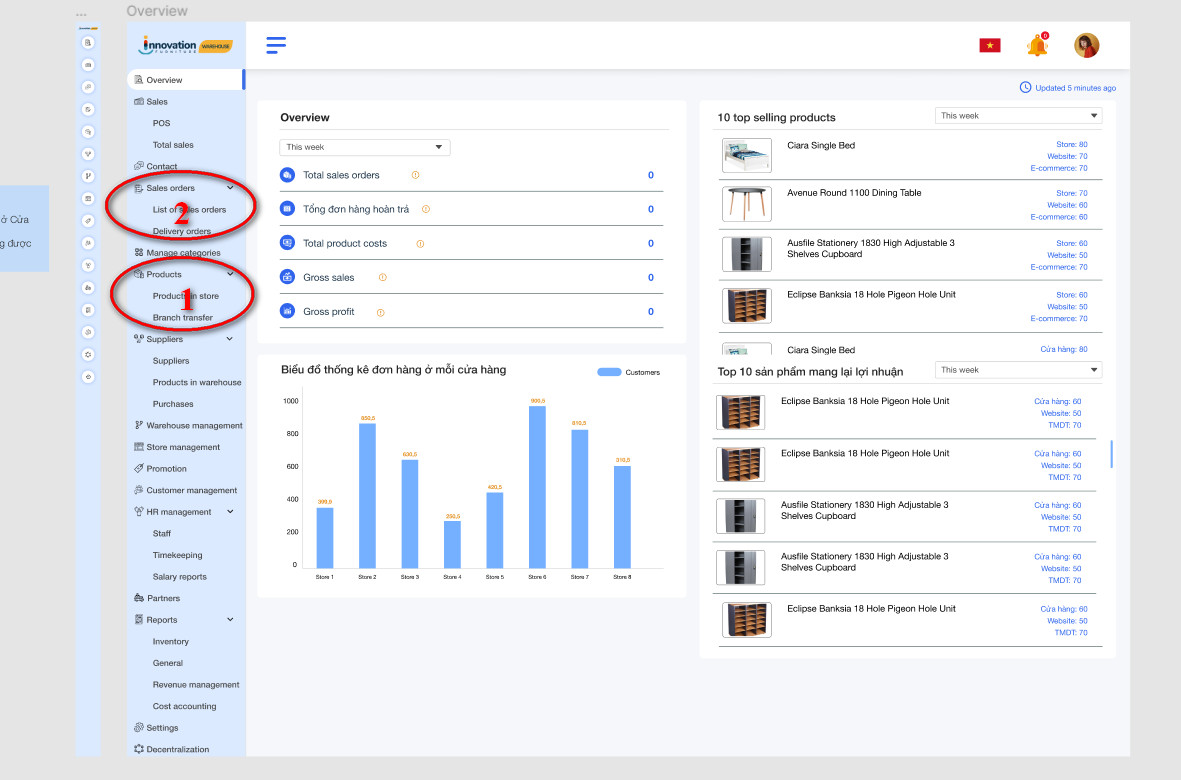 Overview
ở Cửa
g được
innovation
FURNITURE
WAREHOUSE
Overview
Sales
POS
Total sales
Contact
Sales orders
List of sales orders
Delivery orders
2
Manage categories
Products
Products in store
Branch transfer
1
Suppliers
Suppliers
Products in warehouse
Purchases
Warehouse management
Store management
Promotion
Customer management
HR management
Staff
Timekeeping
Salary reports
Partners
Reports
Inventory
General
Revenue management
Cost accounting
Settings
Decentralization
0
Updated 5 minutes ago
Overview
This week
Total sales orders 0
Tổng đơn hàng hoàn trả 0
Total product costs 0
Gross sales 0
Gross profit 0
Biểu đồ thống kê đơn hàng ở mỗi cửa hàng
Customers
1000
800
600
400
200
0
399,9
850,5
630,5
250,5
420,5
900,5
810,5
310,5
Store 1
Store 2
Store 3
Store 4
Store 5
Store 6
Store 7
Store 8
10 top selling products
This week
Ciara Single Bed
Store: 80
Website: 70
E-commerce: 70
Avenue Round 1100 Dining Table
Store: 70
Website: 60
E-commerce: 60
Ausfile Stationery 1830 High Adjustable 3
Shelves Cupboard
Store: 60
Website: 50
E-commerce: 70
Eclipse Banksia 18 Hole Pigeon Hole Unit
Store: 60
Website: 50
E-commerce: 70
Ciara Single Bed
Cửa hàng: 80
Top 10 sản phẩm mang lại lợi nhuận
This week
Eclipse Banksia 18 Hole Pigeon Hole Unit
Cửa hàng: 60
Website: 50
TMDT: 70
Eclipse Banksia 18 Hole Pigeon Hole Unit
Cửa hàng: 60
Website: 50
TMDT: 70
Ausfile Stationery 1830 High Adjustable 3
Shelves Cupboard
Cửa hàng: 60
Website: 50
TMDT: 70
Ausfile Stationery 1830 High Adjustable 3
Shelves Cupboard
Cửa hàng: 60
Website: 50
TMDT: 70
Eclipse Banksia 18 Hole Pigeon Hole Unit
Cửa hàng: 60
Website: 50
TMDT: 70